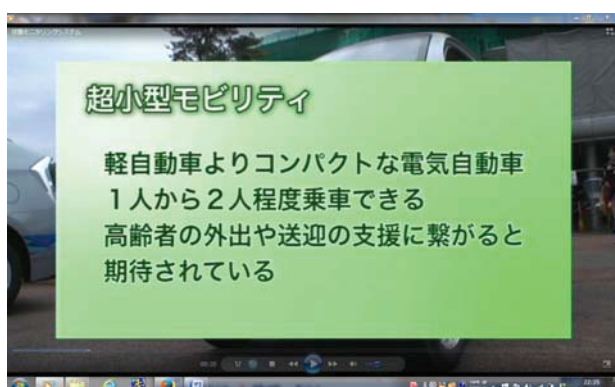 超小型モビリティ
軽自動車よりコンパクトな電気自動車
1人から2人程度乗車できる
高齢者の外出や送迎の支援に繋がると
期待されている